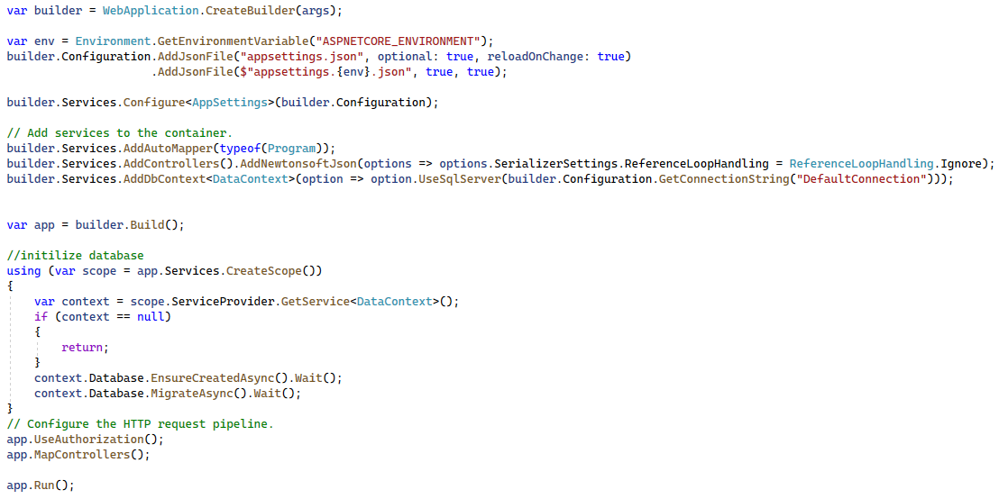 var builder = WebApplication.CreateBuilder(args);

var env = Environment.GetEnvironmentVariable("ASPNETCORE_ENVIRONMENT");
builder.Configuration.AddJsonFile("appsettings.json", optional: true, reloadOnChange: true)
                     .AddJsonFile($"appsettings.{env}.json", true, true);

builder.Services.Configure<AppSettings>(builder.Configuration);

// Add services to the container.
builder.Services.AddAutoMapper(typeof(Program));
builder.Services.AddControllers().AddNewtonsoftJson(options => options.SerializerSettings.ReferenceLoopHandling = ReferenceLoopHandling.Ignore);
builder.Services.AddDbContext<DataContext>(option => option.UseSqlServer(builder.Configuration.GetConnectionString("DefaultConnection")));


var app = builder.Build();

//initilize database
using (var scope = app.Services.CreateScope())
{
    var context = scope.ServiceProvider.GetService<DataContext>();
    if (context == null)
    {
        return;
    }
    context.Database.EnsureCreatedAsync().Wait();
    context.Database.MigrateAsync().Wait();
}
// Configure the HTTP request pipeline.
app.UseAuthorization();
app.MapControllers();

app.Run();